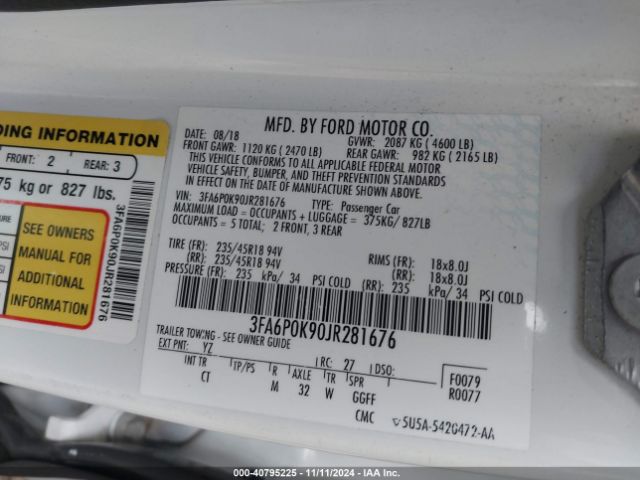 DING INFORMATION
FRONT: 2 REAR: 3
75 kg or 827 lbs.
SURE
PSI
PSI
SEE OWNERS
MANUAL FOR
ADDITIONAL
INFORMATION
3FA6P0K90JR281676
MFD. BY FORD MOTOR CO.
DATE: 08/18 GVWR: 2087 KG ( 4600 LB)
FRONT GAWR: 1120 KG ( 2470 LB) REAR GAWR: 982 KG ( 2165 LB)
THIS VEHICLE CONFORMS TO ALL APPLICABLE FEDERAL MOTOR
VEHICLE SAFETY, BUMPER, AND THEFT PREVENTION STANDARDS
IN EFFECT ON THE DATE OF MANUFACTURE SHOWN ABOVE.
VIN: 3FA6P0K90JR281676 TYPE: Passenger Car
MAXIMUM LOAD = OCCUPANTS + LUGGAGE = 375KG/ 827LB
OCCUPANTS = 5 TOTAL; 2 FRONT, 3 REAR
TIRE (FR): 235/45R18 94V RIMS (FR): 18x8.0J
(RR): 235/45R18 94V (RR): 18x8.0J
PRESSURE (FR): 235 kPa/ 34 PSI COLD (RR): 235 kPa/ 34 PSI COLD
3FA6P0K90JR281676
TRAILER TOWING - SEE OWNER GUIDE
EXT PNT: YZ RC: 27 DSO:
INT TR TP/PS R AXLE TR SPR
CT M 32 W GGFF
F0079
R0077
CMC 5U5A-5420472-AA
000-40795225 - 11/11/2024 - IAA Inc.